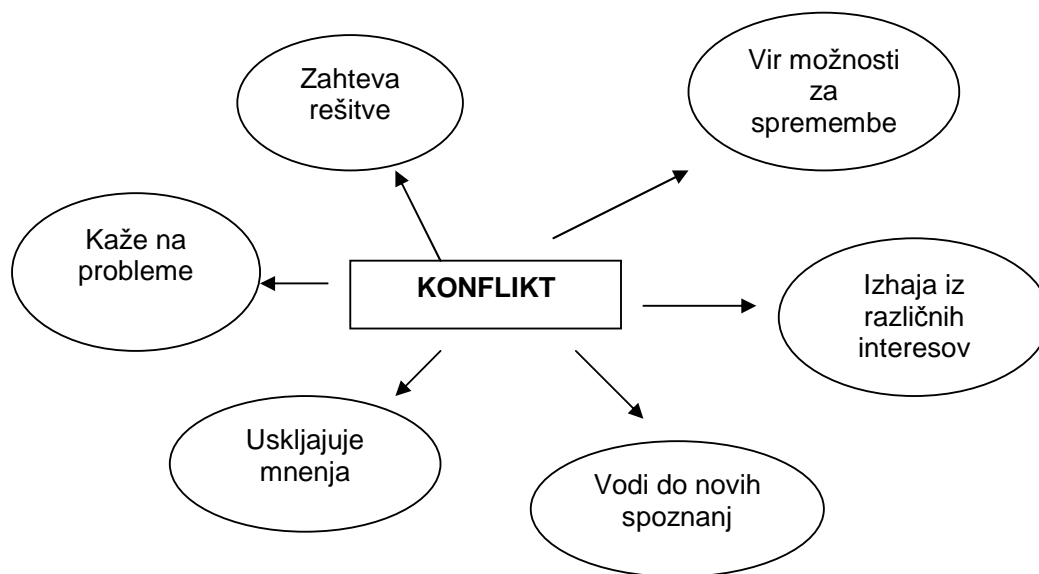 Zahteva
rešitve
Vir možnosti
za
spremembe
Kaže na
probleme
KONFLIKT
Izhaja iz
različnih
interesov
Uskljajuje
mnenja
Vodi do novih
spoznanj